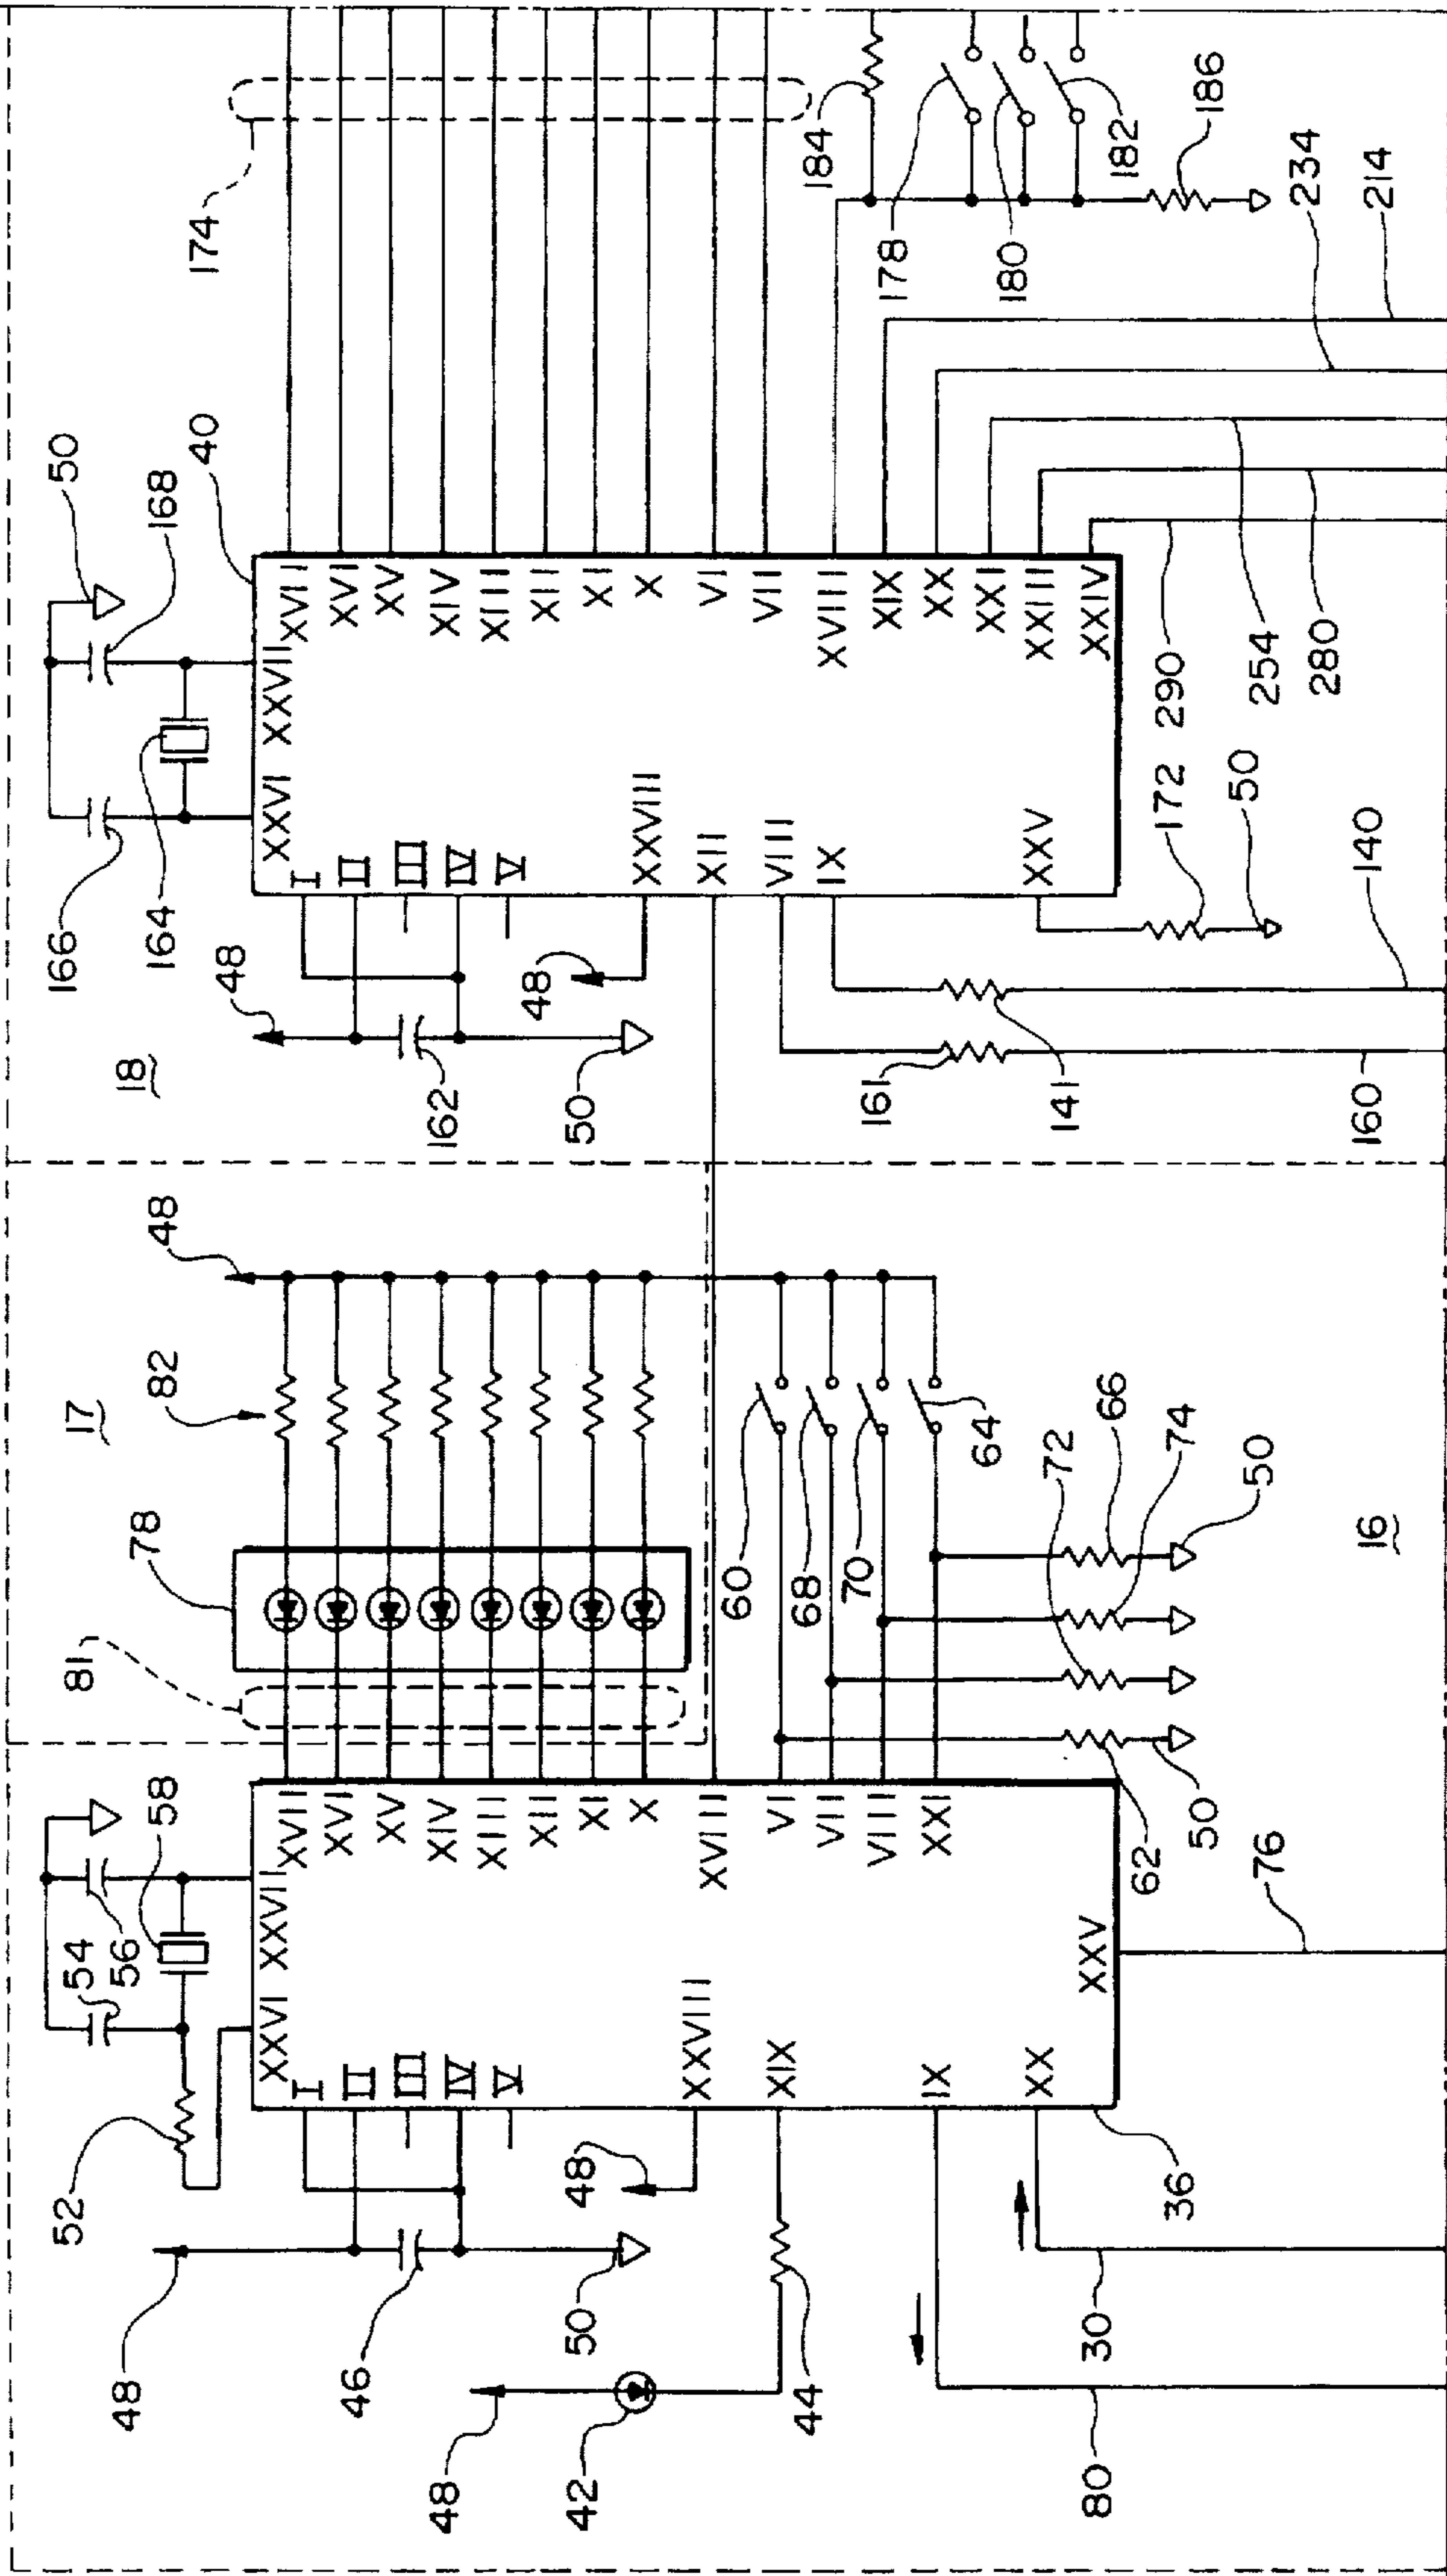 48
52
54
56
58
81
78
17
82
48
18
166
164
48
50
168
40
174
XXVI
XXVII
I
II
III
IV
V
XXVIII
XIX
IX
XX
XXV
XVII
XVI
XV
XIV
XIII
XII
XI
X
XVIII
VI
VII
VIII
XXI
46
48
50
48
42
44
80
30
36
76
60
68
70
64
62
50
72
66
74
50
16
162
50
48
XXVI
XXVII
I
II
III
IV
V
XXVIII
XII
VIII
IX
XXV
XVII
XVI
XV
XIV
XIII
XII
XI
X
VI
VII
XVIII
XIX
XX
XXI
XXIII
XXIV
161
141
160
140
172
50
290
254
280
184
178
180
182
186
234
214